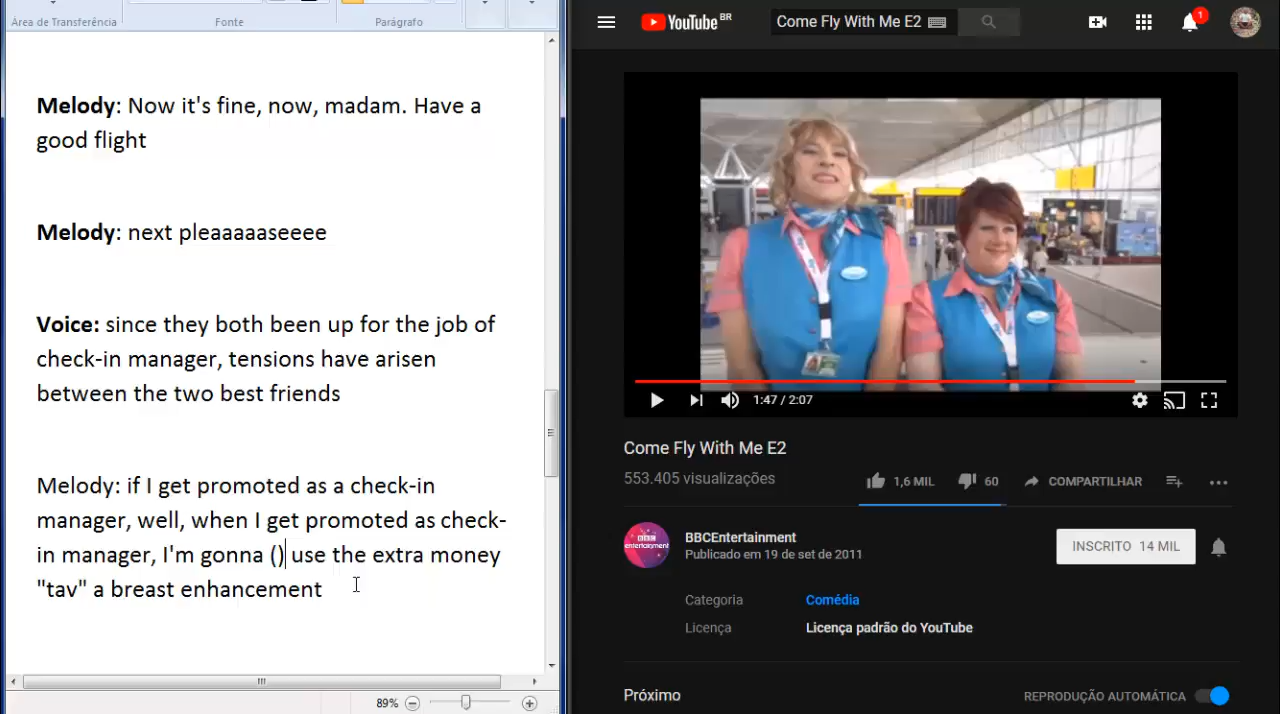 Área de Transferência
Fonte
Parágrafo
Melody: Now it's fine, now, madam. Have a
good flight
Melody: next pleaaaaaseeee
Voice: since they both been up for the job of
check-in manager, tensions have arisen
between the two best friends
Melody: if I get promoted as a check-in
manager, well, when I get promoted as check-
in manager, I'm gonna () use the extra money
"tav" a breast enhancement
89%
YouTube BR
Come Fly With Me E2
1
1:47 / 2:07
Come Fly With Me E2
553.405 visualizações
1,6 MIL
60
COMPARTILHAR
BBC
entertainment
BBCEntertainment
Publicado em 19 de set de 2011
INSCRITO 14 MIL
Categoria
Comédia
Licença
Licença padrão do YouTube
Próximo
REPRODUÇÃO AUTOMÁTICA